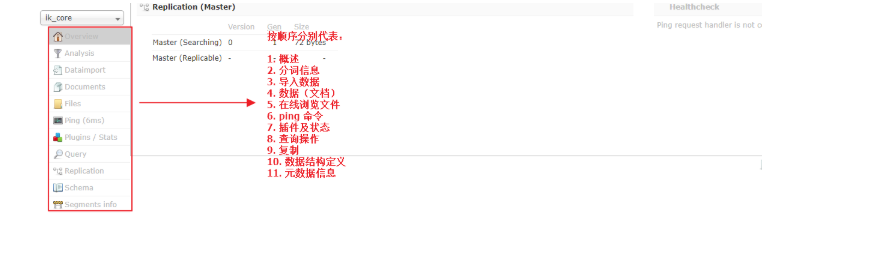 lk_core
Overview
Analysis
Dataimport
Documents
Files
Ping (6ms)
Plugins / Stats
Query
Replication
Schema
Segments info
Replication (Master)
Version Gen Size
Master (Searching) 0 1 72 bytes
Master (Replicable) - - -
按顺序分别代表：
1. 概述
2. 分词信息
3. 导入数据
4. 数据（文档）
5. 在线浏览文件
6. ping 命令
7. 插件及状态
8. 查询操作
9. 复制
10. 数据结构定义
11. 元数据信息
Healthcheck
Ping request handler is not c